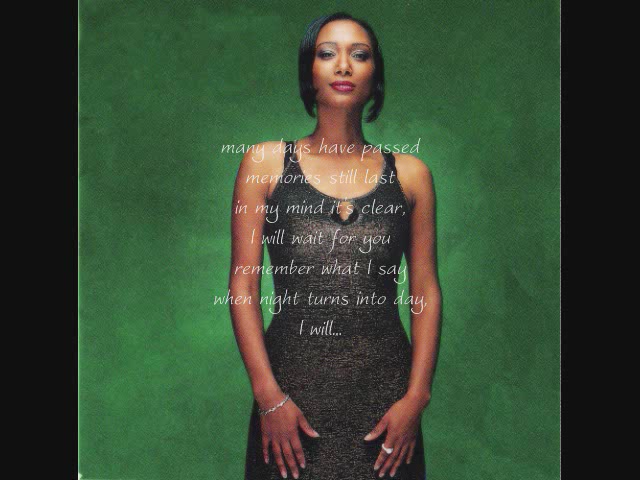 many days have passed
memories still last
in my mind it's clear,
I will wait for you
remember what I say
when night turns into day,
I will...